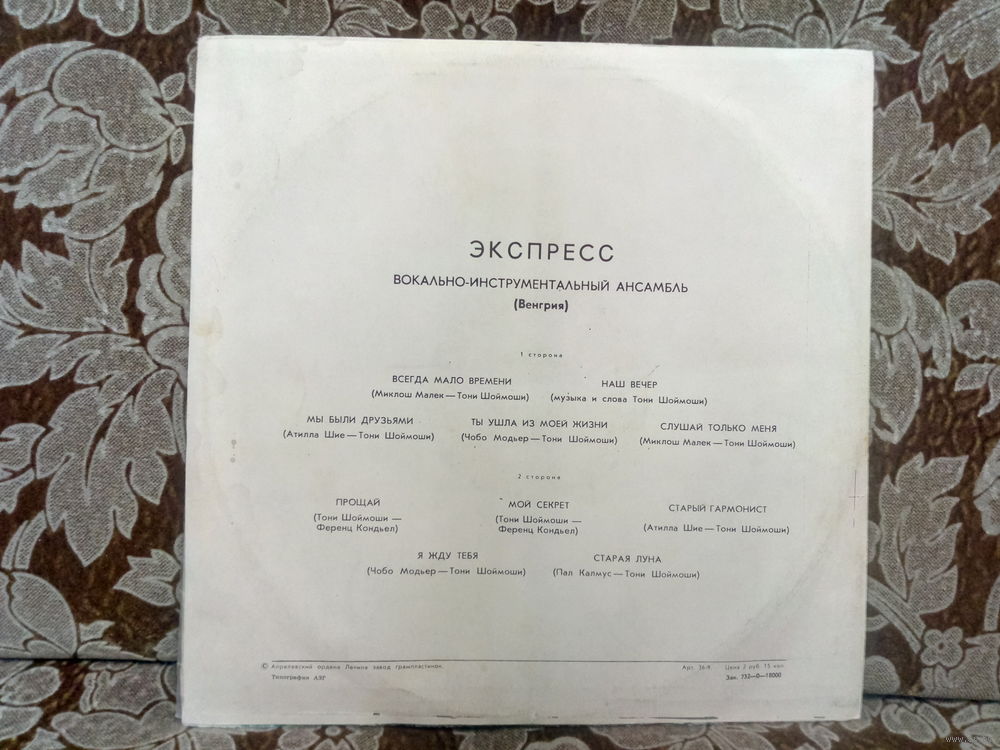 ЭКСПРЕСС
ВОКАЛЬНО-ИНСТРУМЕНТАЛЬНЫЙ АНСАМБЛЬ
(Венгрия)
1 сторона
ВСЕГДА МАЛО ВРЕМЕНИ НАШ ВЕЧЕР
(Миклош Малек — Тони Шоймоши) (музыка и слова Тони Шоймоши)
МЫ БЫЛИ ДРУЗЬЯМИ ТЫ УШЛА ИЗ МОЕЙ ЖИЗНИ СЛУШАЙ ТОЛЬКО МЕНЯ
(Атилла Шие — Тони Шоймоши) (Чобо Модьер — Тони Шоймоши) (Миклош Малек — Тони Шоймоши)
2 сторона
ПРОЩАЙ МОЙ СЕКРЕТ СТАРЫЙ ГАРМОНИСТ
(Тони Шоймоши — (Тони Шоймоши — (Атилла Шие — Тони Шоймоши)
Ференц Кондьел) Ференц Кондьел)
Я ЖДУ ТЕБЯ СТАРАЯ ЛУНА
(Чобо Модьер — Тони Шоймоши) (Пал Калмус — Тони Шоймоши)
© Апрелевский ордена Ленина завод грампластинок. Арт. 36-9. Цена 2 руб. 15 коп.
Типография АЗГ Зак. 732—0—18000